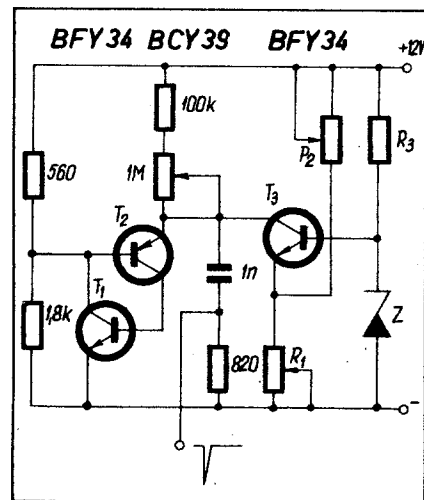 BFY34 BCY39 BFY34
+12V
100k
560
1M
P2
R3
T2
T3
T1
1n
Z
1,8k
820
R1
-